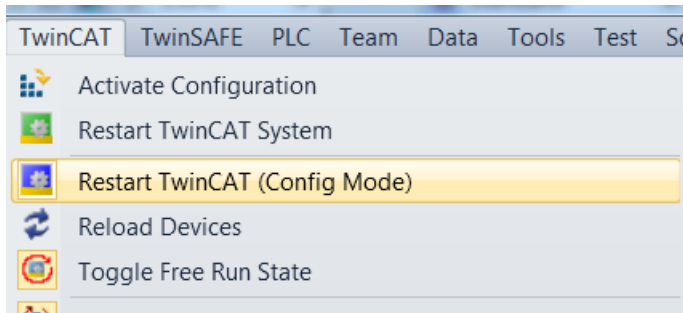 TwinCAT TwinSAFE PLC Team Data Tools Test
Activate Configuration
Restart TwinCAT System
Restart TwinCAT (Config Mode)
Reload Devices
Toggle Free Run State